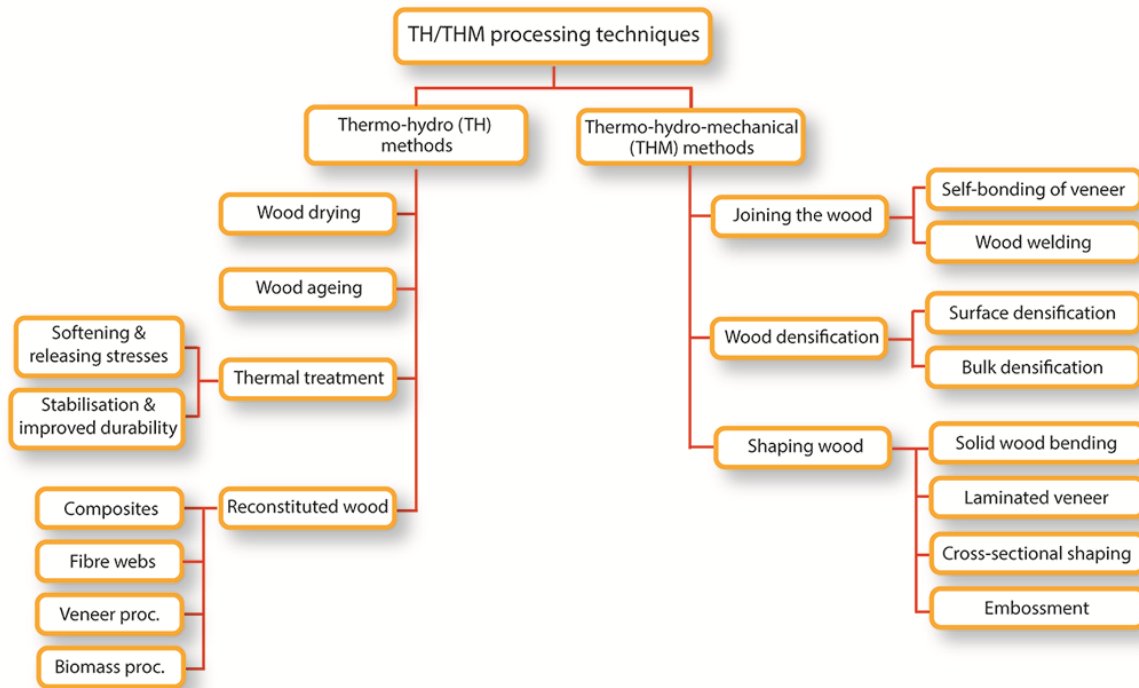 TH/THM processing techniques
Thermo-hydro (TH)
methods
Thermo-hydro-mechanical
(THM) methods
Wood drying
Wood ageing
Thermal treatment
Softening &
releasing stresses
Stabilisation &
improved durability
Reconstituted wood
Composites
Fibre webs
Veneer proc.
Biomass proc.
Joining the wood
Self-bonding of veneer
Wood welding
Wood densification
Surface densification
Bulk densification
Shaping wood
Solid wood bending
Laminated veneer
Cross-sectional shaping
Embossment